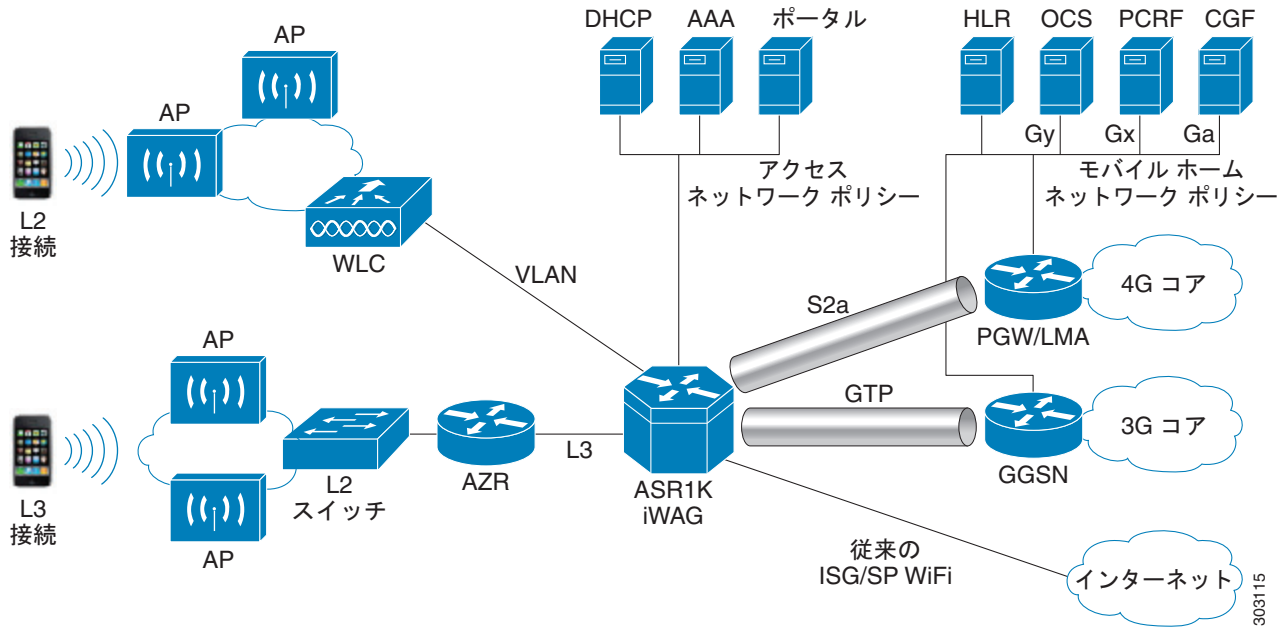 DHCP
AAA
ポータル
HLR
OCS
PCRF
CGF
AP
AP
Gy
Gx
Ga
アクセス
ネットワーク ポリシー
モバイル ホーム
ネットワーク ポリシー
L2
接続
WLC
VLAN
S2a
4G コア
PGW/LMA
AP
GTP
3G コア
L3
GGSN
L3
接続
L2
スイッチ
AZR
ASR1K
iWAG
AP
従来の
ISG/SP WiFi
インターネット
303115